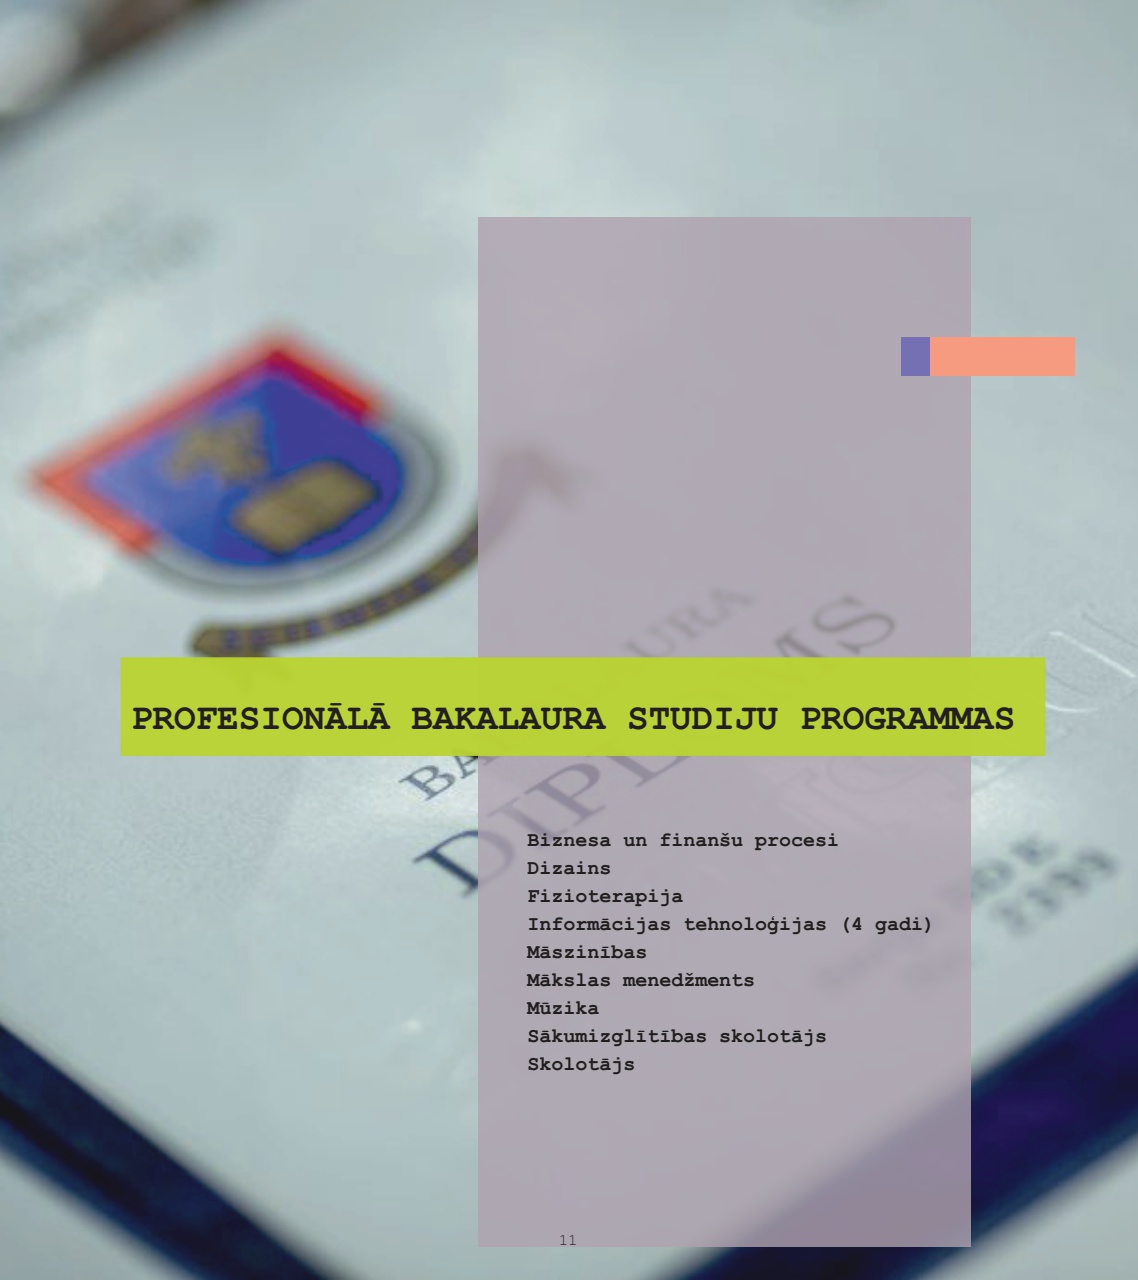 PROFESIONĀLĀ BAKALAURA STUDIJU PROGRAMMAS
DIPLOMS
Biznesa un finanšu procesi
Dizains
Fizioterapija
Informācijas tehnoloģijas (4 gadi)
Māszinības
Mākslas menedžments
Mūzika
Sākumizglītības skolotājs
Skolotājs
11